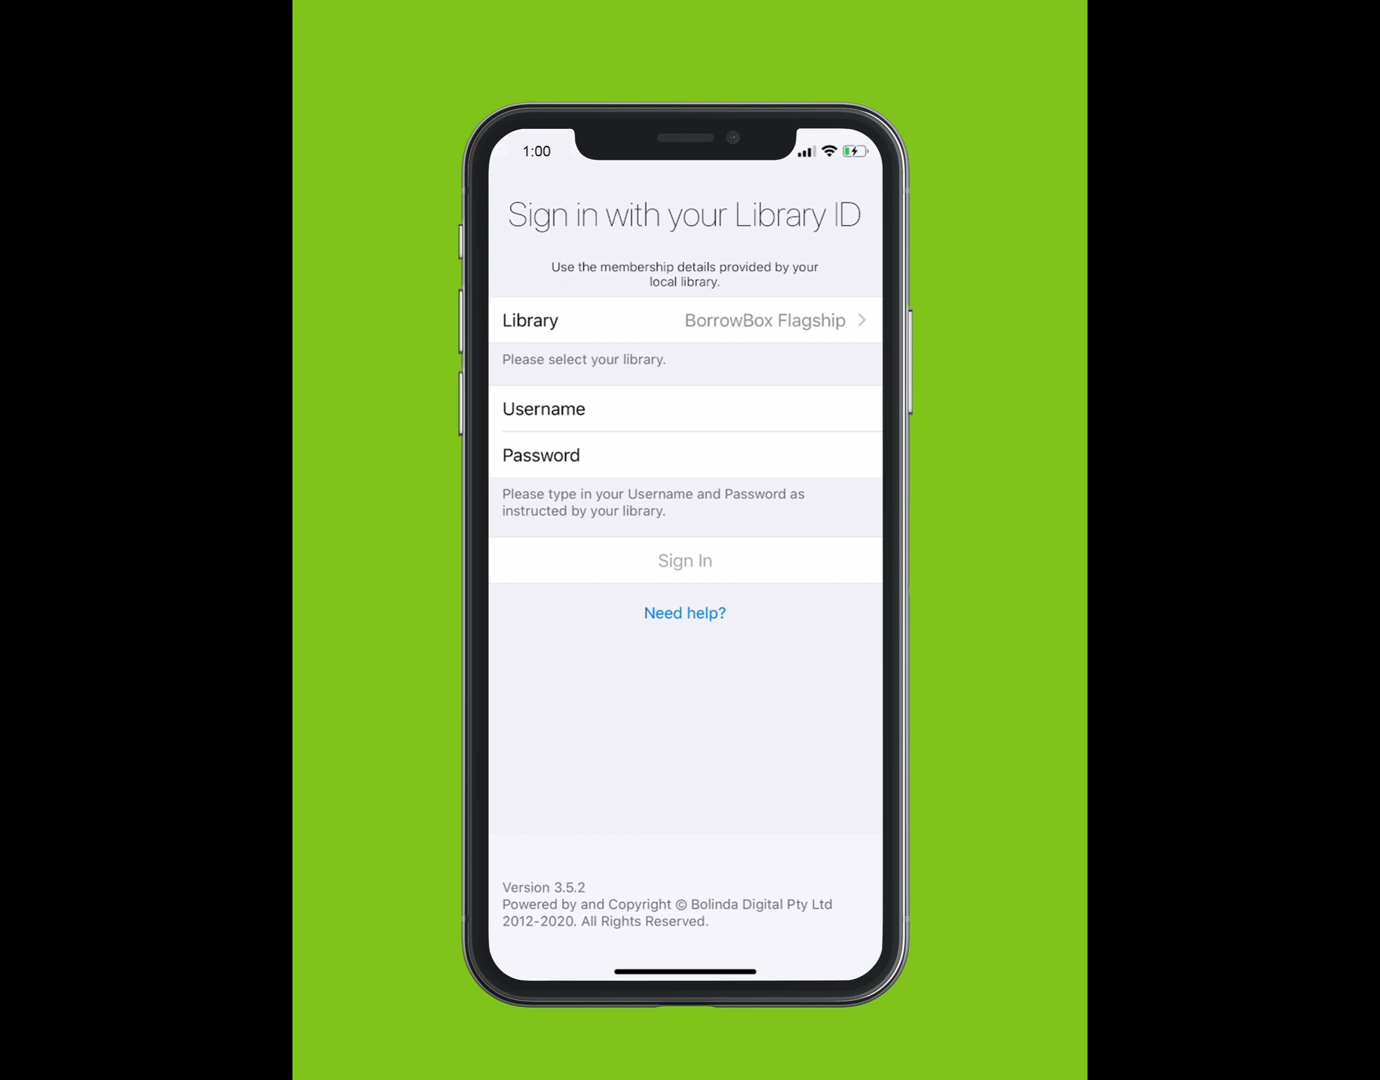 1:00
Sign in with your Library ID
Use the membership details provided by your
local library.
Library BorrowBox Flagship
Please select your library.
Username
Password
Please type in your Username and Password as
instructed by your library.
Sign In
Need help?
Version 3.5.2
Powered by and Copyright © Bolinda Digital Pty Ltd
2012-2020. All Rights Reserved.